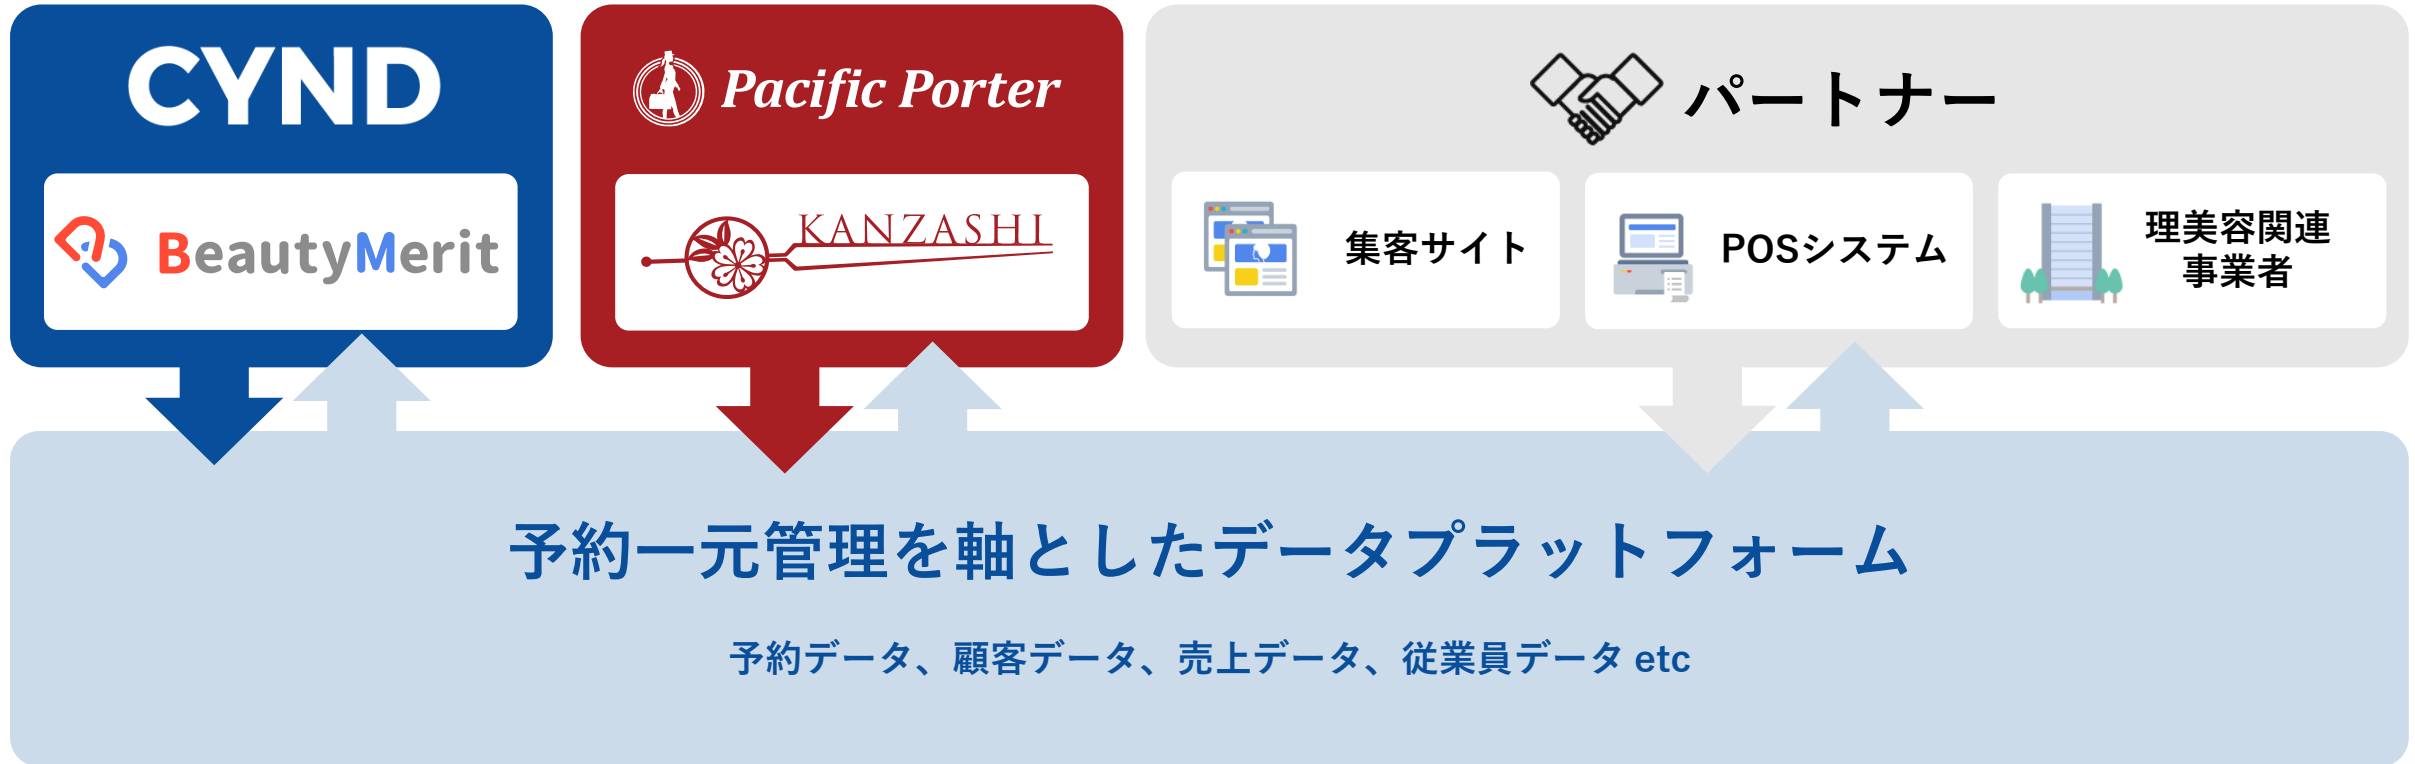 CYND
BeautyMerit
Pacific Porter
KANZASHI
パートナー
集客サイト
POSシステム
理美容関連
事業者
予約一元管理を軸としたデータプラットフォーム
予約データ、顧客データ、売上データ、従業員データ etc